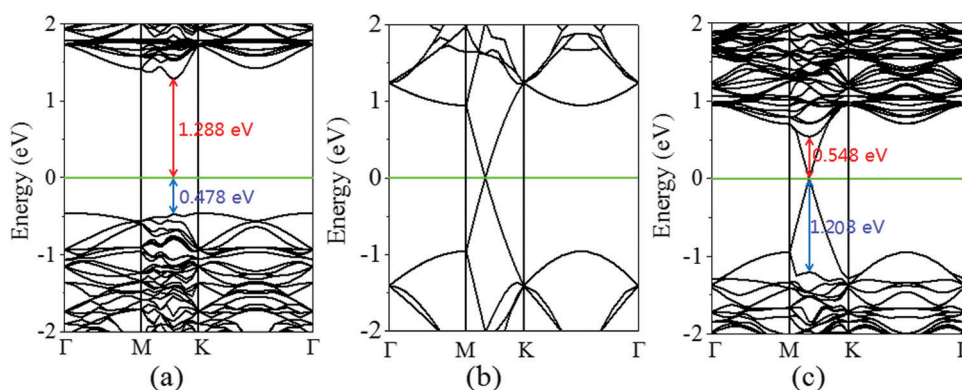 Energy (eV)
2
1
0
-1
-2
1.288 eV
0.478 eV
Γ M K Γ
(a)
Energy (eV)
2
1
0
-1
-2
Γ M K Γ
(b)
Energy (eV)
2
1
0
-1
-2
0.548 eV
1.208 eV
Γ M K Γ
(c)